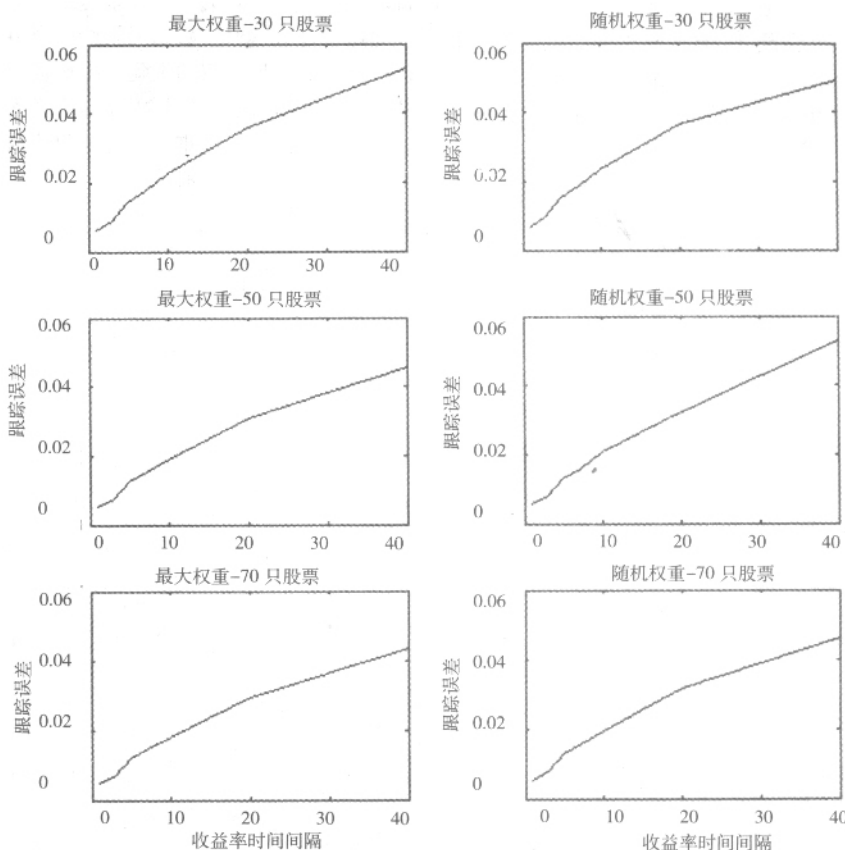 最大权重-30 只股票
0.06
0.04
0.02
0
跟踪误差
0 10 20 30 40
随机权重-30 只股票
0.06
0.04
0.02
0
跟踪误差
0 10 20 30 40
最大权重-50 只股票
0.06
0.04
0.02
0
跟踪误差
0 10 20 30 40
随机权重-50 只股票
0.06
0.04
0.02
0
跟踪误差
0 10 20 30 40
最大权重-70 只股票
0.06
0.04
0.02
0
跟踪误差
0 10 20 30 40
收益率时间间隔
随机权重-70 只股票
0.06
0.04
0.02
0
跟踪误差
0 10 20 30 40
收益率时间间隔